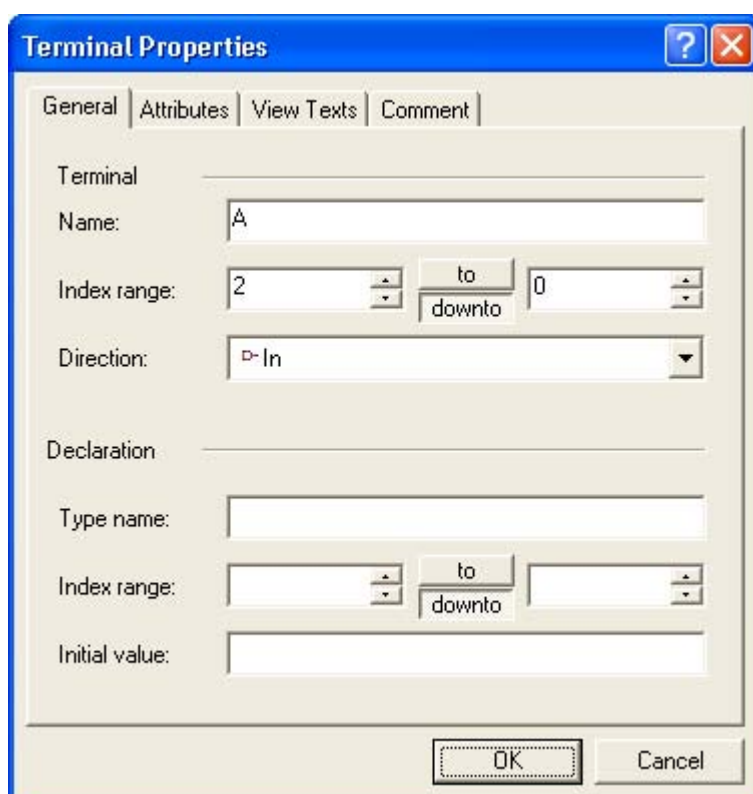 Terminal Properties
?
General Attributes View Texts Comment
Terminal
Name: A
Index range: 2 to downto 0
Direction: In
Declaration
Type name:
Index range: to downto
Initial value:
OK Cancel